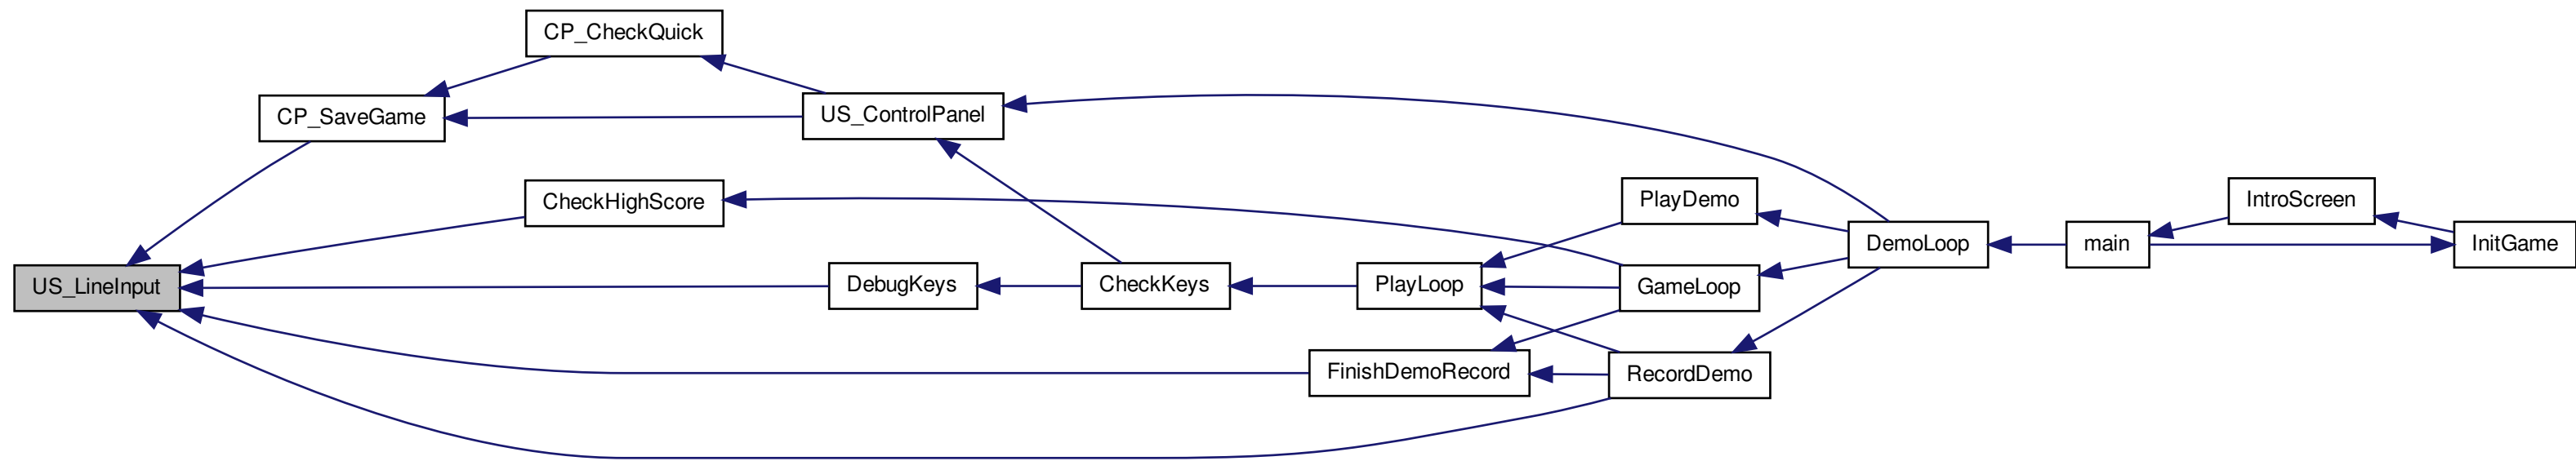 CP_CheckQuick
CP_SaveGame
US_ControlPanel
CheckHighScore
PlayDemo
IntroScreen
US_LineInput
DebugKeys
CheckKeys
PlayLoop
GameLoop
DemoLoop
main
InitGame
FinishDemoRecord
RecordDemo